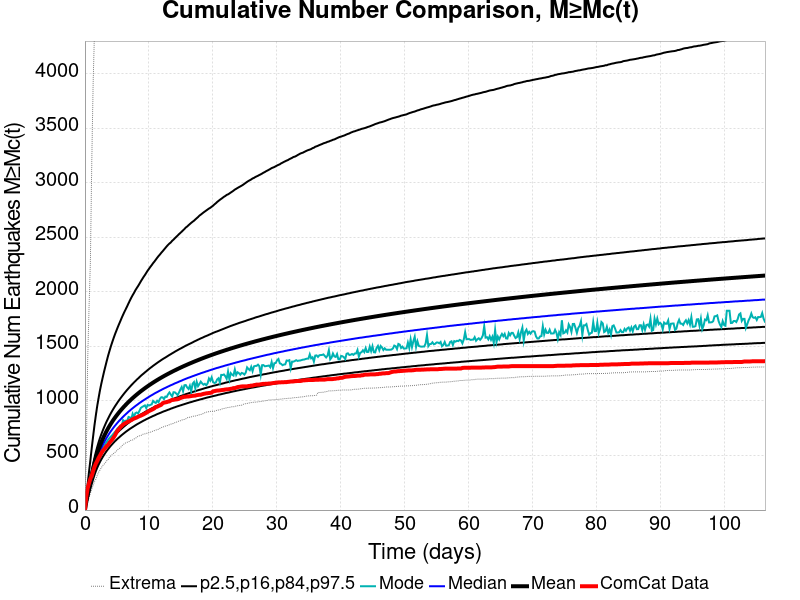 Cumulative Number Comparison, M≥Mc(t)
Cumulative Num Earthquakes M≥Mc(t)
4000
3500
3000
2500
2000
1500
1000
500
0
0 10 20 30 40 50 60 70 80 90 100
Time (days)
Extrema p2.5,p16,p84,p97.5 Mode Median Mean ComCat Data